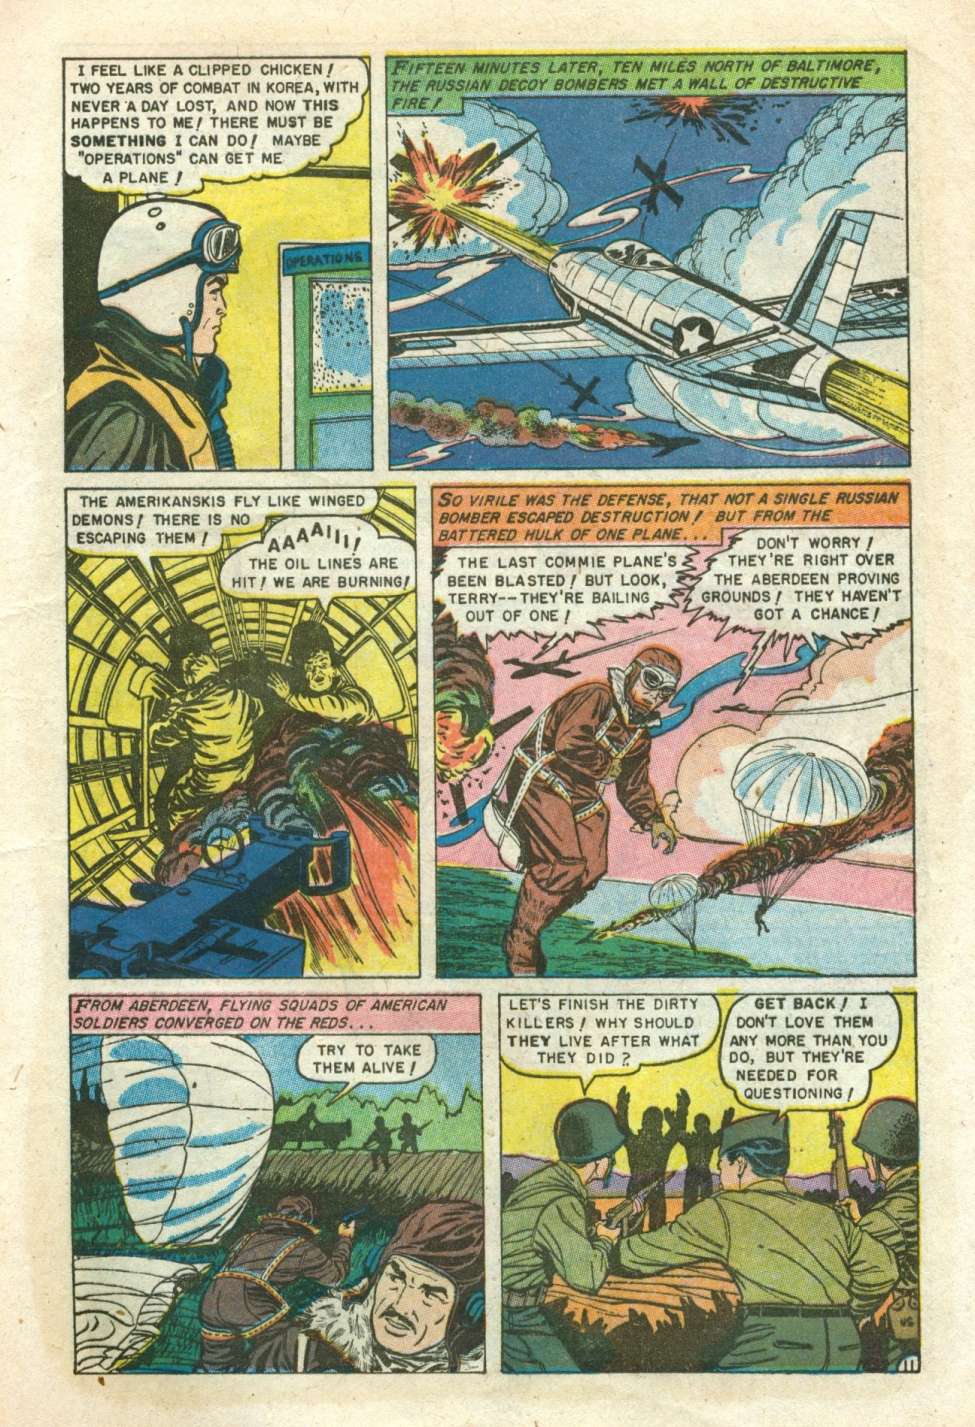 I FEEL LIKE A CLIPPED CHICKEN!
TWO YEARS OF COMBAT IN KOREA, WITH
NEVER A DAY LOST, AND NOW THIS
HAPPENS TO ME! THERE MUST BE
SOMETHING I CAN DO! MAYBE
"OPERATIONS" CAN GET ME
A PLANE!
OPERATIONS
FIFTEEN MINUTES LATER, TEN MILES NORTH OF BALTIMORE,
THE RUSSIAN DECOY BOMBERS MET A WALL OF DESTRUCTIVE
FIRE!
THE AMERIKANSKIS FLY LIKE WINGED
DEMONS! THERE IS NO
ESCAPING THEM!
AAAAIII!
THE OIL LINES ARE
HIT! WE ARE BURNING!
SO VIRILE WAS THE DEFENSE, THAT NOT A SINGLE RUSSIAN
BOMBER ESCAPED DESTRUCTION! BUT FROM THE
BATTERED HULK OF ONE PLANE...
THE LAST COMMIE PLANE'S
BEEN BLASTED! BUT LOOK,
TERRY--THEY'RE BAILING
OUT OF ONE!
DON'T WORRY!
THEY'RE RIGHT OVER
THE ABERDEEN PROVING
GROUNDS! THEY HAVEN'T
GOT A CHANCE!
FROM ABERDEEN, FLYING SQUADS OF AMERICAN
SOLDIERS CONVERGED ON THE REDS...
TRY TO TAKE
THEM ALIVE!
LET'S FINISH THE DIRTY
KILLERS! WHY SHOULD
THEY LIVE AFTER WHAT
THEY DID?
GET BACK! I
DON'T LOVE THEM
ANY MORE THAN YOU
DO, BUT THEY'RE
NEEDED FOR
QUESTIONING!
US
11